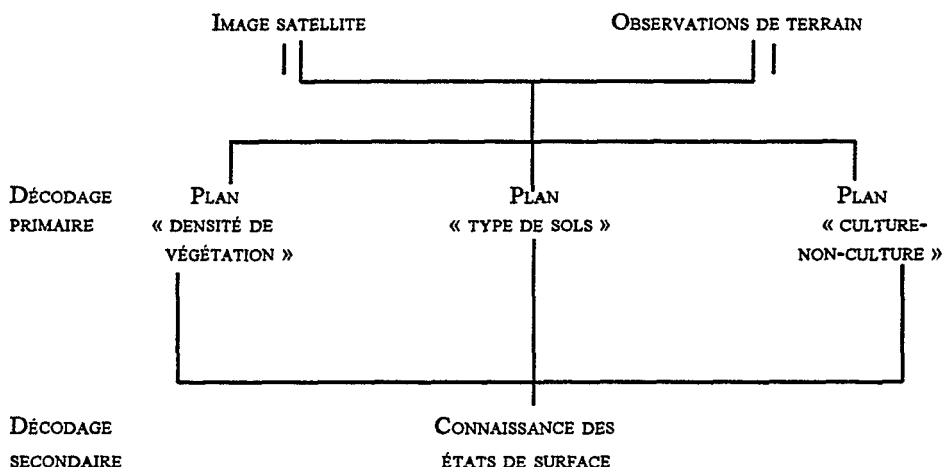 IMAGE SATELLITE OBSERVATIONS DE TERRAIN
DÉCODAGE PLAN PLAN PLAN
PRIMAIRE « DENSITÉ DE « TYPE DE SOLS » « CULTURE-
VÉGÉTATION » NON-CULTURE »
DÉCODAGE CONNAISSANCE DES
SECONDAIRE ÉTATS DE SURFACE